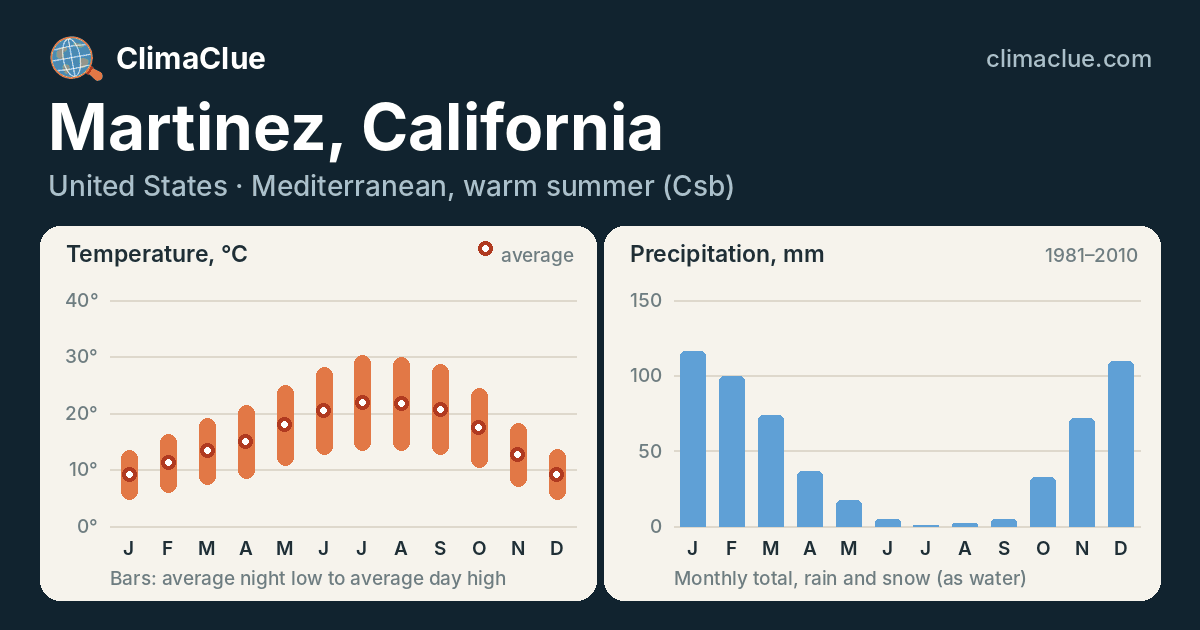 ClimaClue
climaclue.com
Martinez, California
United States · Mediterranean, warm summer (Csb)
Temperature, °C
average
40°
30°
20°
10°
0°
J F M A M J J A S O N D
Bars: average night low to average day high
Precipitation, mm
1981–2010
150
100
50
0
J F M A M J J A S O N D
Monthly total, rain and snow (as water)